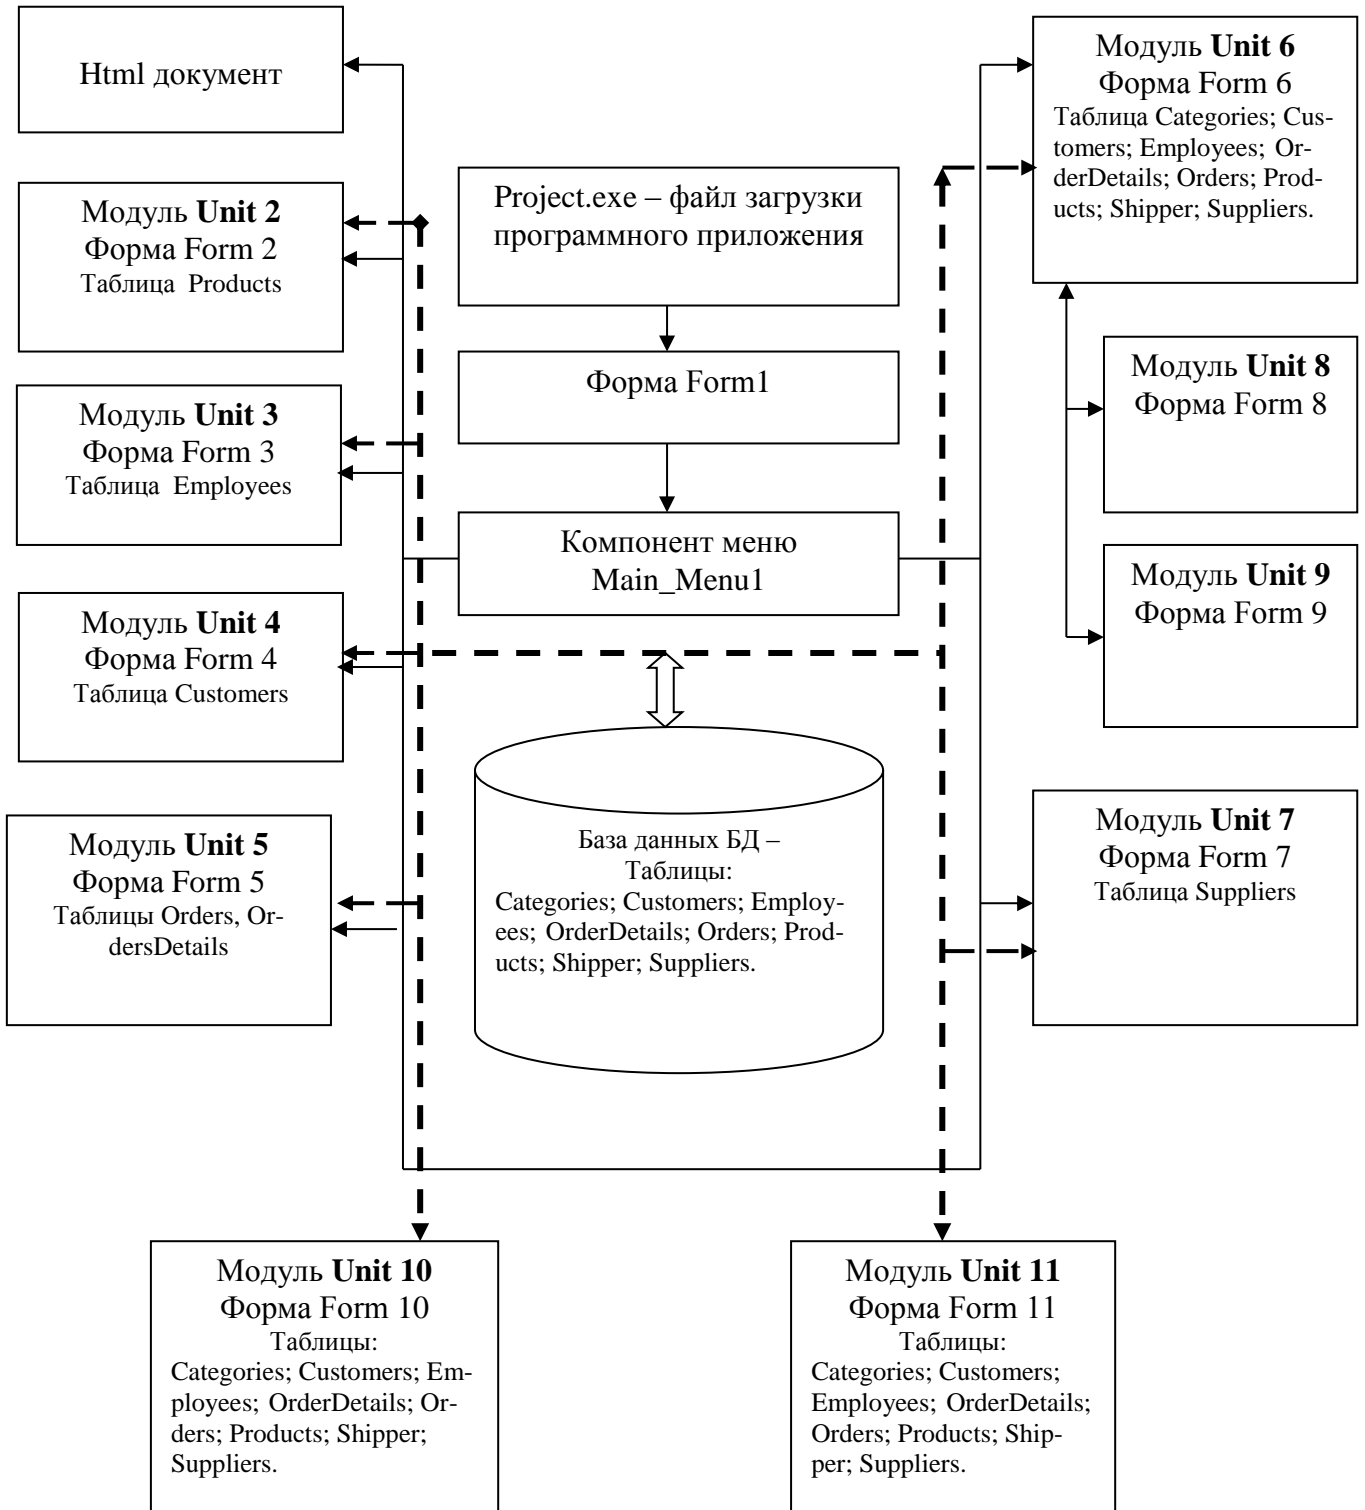 Html документ
Модуль Unit 2
Форма Form 2
Таблица  Products
Модуль Unit 3
Форма Form 3
Таблица  Employees
Модуль Unit 4
Форма Form 4
Таблица Customers
Модуль Unit 5
Форма Form 5
Таблицы Orders, Or-
dersDetails
Project.exe – файл загрузки
программного приложения
Форма Form1
Компонент меню
Main_Menu1
База данных БД –
Таблицы:
Categories; Customers; Employ-
ees; OrderDetails; Orders; Prod-
ucts; Shipper; Suppliers.
Модуль Unit 6
Форма Form 6
Таблица Categories; Cus-
tomers; Employees; Or-
derDetails; Orders; Prod-
ucts; Shipper; Suppliers.
Модуль Unit 8
Форма Form 8
Модуль Unit 9
Форма Form 9
Модуль Unit 7
Форма Form 7
Таблица Suppliers
Модуль Unit 10
Форма Form 10
Таблицы:
Categories; Customers; Em-
ployees; OrderDetails; Or-
ders; Products; Shipper;
Suppliers.
Модуль Unit 11
Форма Form 11
Таблицы:
Categories; Customers;
Employees; OrderDetails;
Orders; Products; Ship-
per; Suppliers.